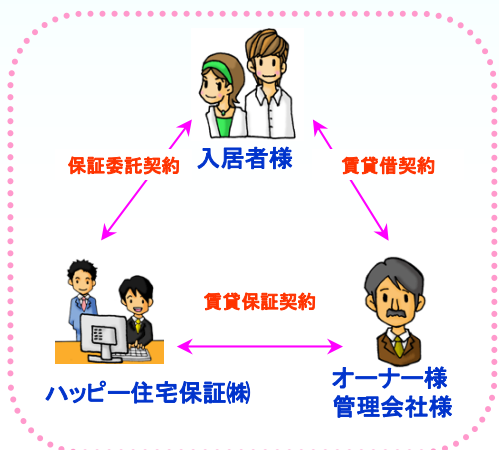 入居者様
保証委託契約
賃貸借契約
賃貸保証契約
ハッピー住宅保証㈱
オーナー様
管理会社様